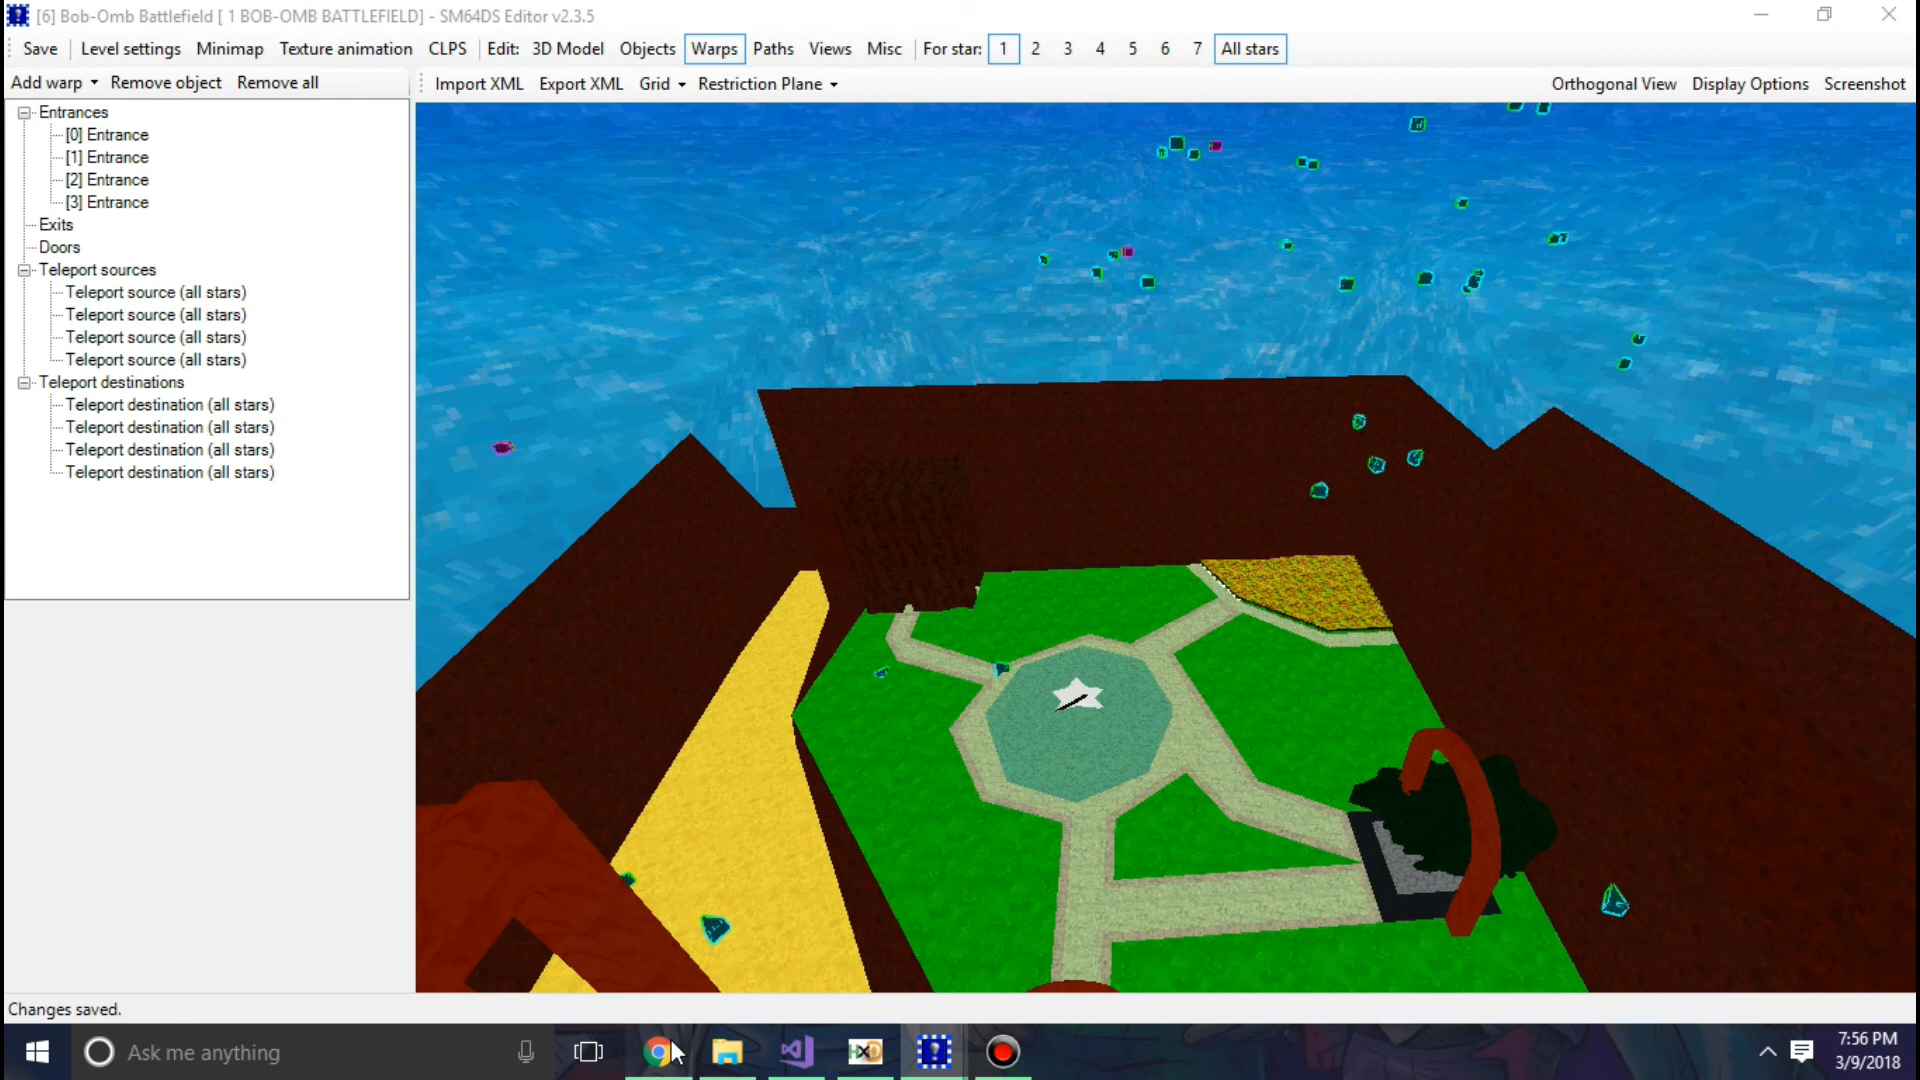 [6] Bob-Omb Battlefield [ 1 BOB-OMB BATTLEFIELD] - SM64DS Editor v2.3.5
Save Level settings Minimap Texture animation CLPS Edit: 3D Model Objects Warps Paths Views Misc For star: 1 2 3 4 5 6 7 All stars
Add warp Remove object Remove all Import XML Export XML Grid Restriction Plane Orthogonal View Display Options Screenshot
Entrances
[0] Entrance
[1] Entrance
[2] Entrance
[3] Entrance
Exits
Doors
Teleport sources
Teleport source (all stars)
Teleport source (all stars)
Teleport source (all stars)
Teleport source (all stars)
Teleport destinations
Teleport destination (all stars)
Teleport destination (all stars)
Teleport destination (all stars)
Teleport destination (all stars)
Changes saved.
Ask me anything
HXD
7:56 PM
3/9/2018